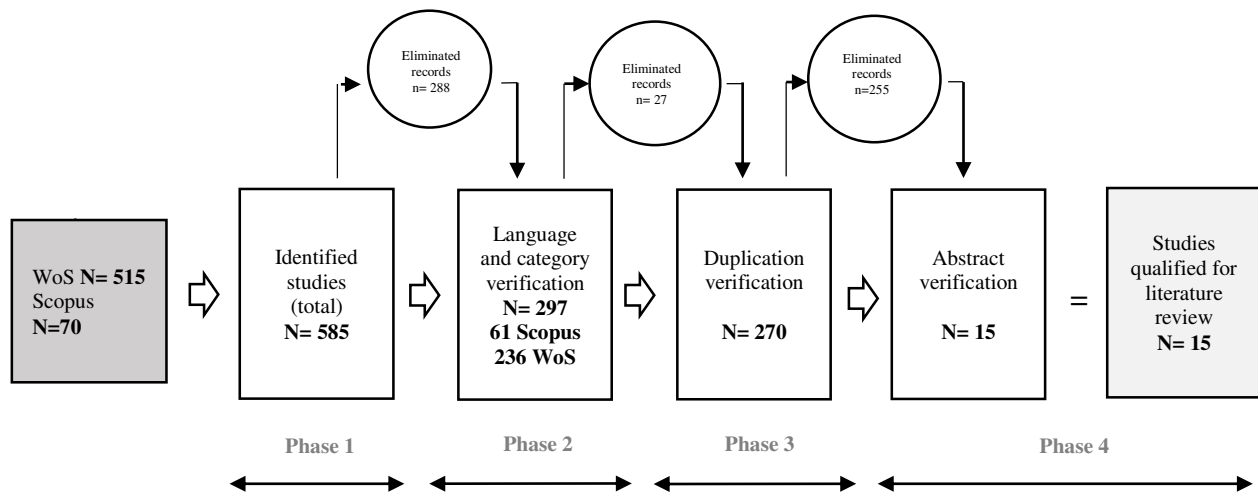 Eliminated
records
n= 288
Eliminated
records
n= 27
Eliminated
records
n=255
WoS N= 515
Scopus
N=70
Identified
studies
(total)
N= 585
Language
and category
verification
N= 297
61 Scopus
236 WoS
Duplication
verification
N= 270
Abstract
verification
N= 15
=
Studies
qualified for
literature
review
N= 15
Phase 1
Phase 2
Phase 3
Phase 4